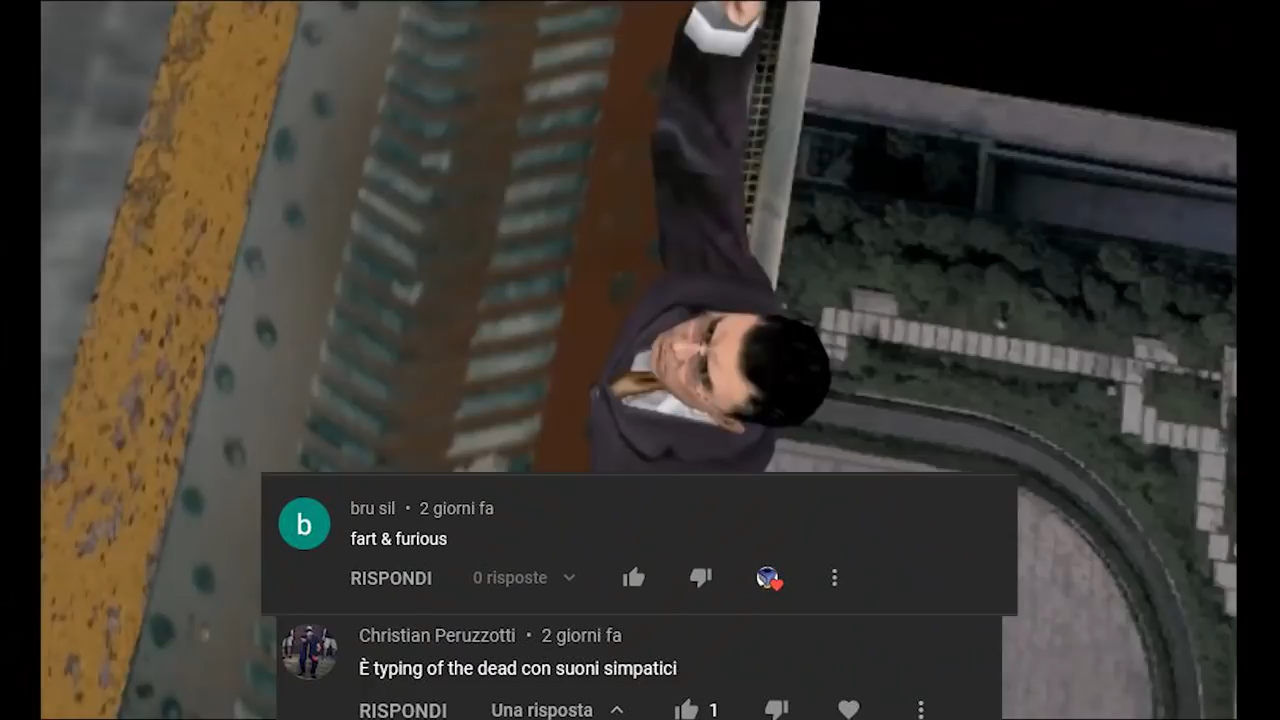 b
bru sil • 2 giorni fa
fart & furious
RISPONDI 0 risposte
Christian Peruzzotti • 2 giorni fa
È typing of the dead con suoni simpatici
RISPONDI Una risposta 1